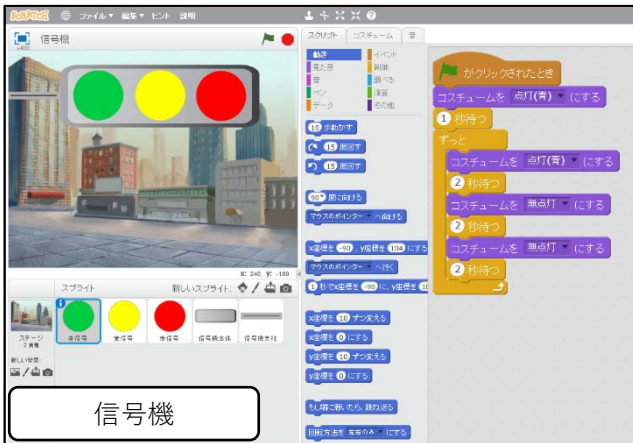 SCRATCH ファイル▼ 編集▼ ヒント 説明
信号機
v460
スクリプト コスチューム 音
動き イベント
見た目 制御
音 調べる
ペン 演算
データ その他
10 歩動かす
15 度回す
15 度回す
90▼ 度に向ける
マウスのポインター▼ へ向ける
x座標を -90 、y座標を 104 にする
マウスのポインター▼ へ行く
1 秒でx座標を -90 に、y座標を 10
x座標を 10 ずつ変える
x座標を 0 にする
y座標を 10 ずつ変える
y座標を 0 にする
もし端に着いたら、跳ね返る
回転方法を 左右のみ▼ にする
がクリックされたとき
コスチュームを 点灯(青)▼ にする
1 秒待つ
ずっと
コスチュームを 点灯(青)▼ にする
2 秒待つ
コスチュームを 無点灯▼ にする
2 秒待つ
コスチュームを 無点灯▼ にする
2 秒待つ
X: 240 Y: -180
スプライト 新しいスプライト:
ステージ
2 背景
新しい背景:
青信号 黄信号 赤信号 信号機本体 信号機支柱
信号機